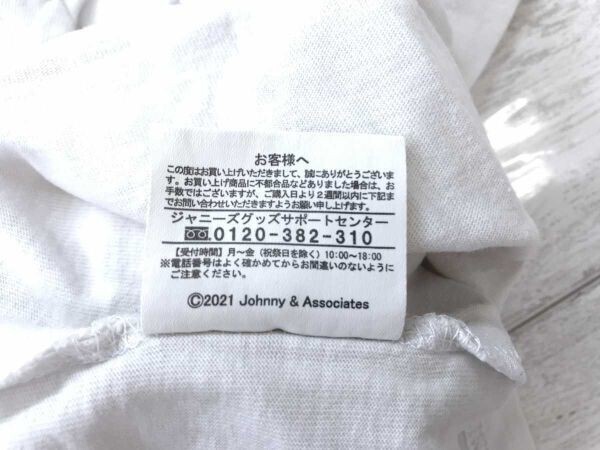 お客様へ
この度はお買い上げいただきまして、誠にありがとうございま
す。お買い上げ商品に不都合品などありました場合は、お
手数ではございますが、ご購入日より2週間以内に下記ま
でお問い合わせいただきますようお願い申し上げます。
ジャニーズグッズサポートセンター
0120-382-310
【受付時間】月～金(祝祭日を除く)10:00～18:00
※電話番号はよく確かめてからお間違いのないように
ご注意ください。
©2021 Johnny & Associates